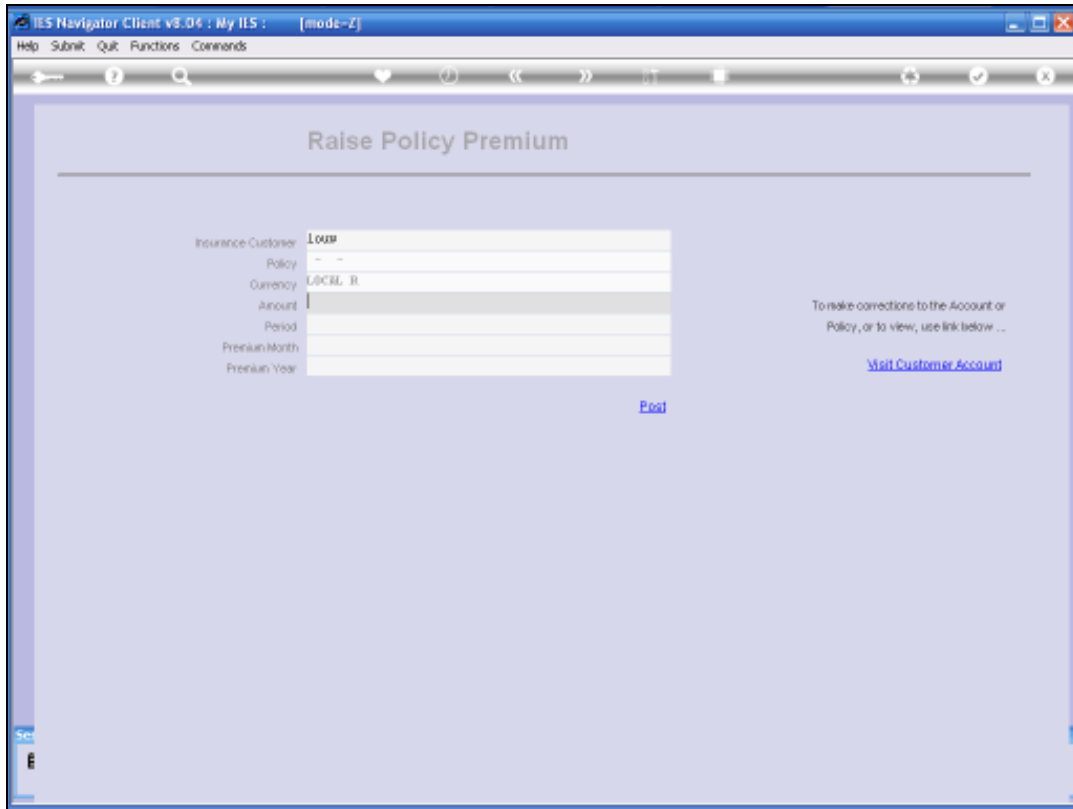 IES Navigator Client v8.04 : My IES : [mode-Z]
Help Submit Quit Functions Commands
Raise Policy Premium
Insurance Customer louw
Policy - -
Currency LOCAL R
Amount
To make corrections to the Account or
Period
Policy, or to view, use link below ...
Premium Month
Premium Year
Visit Customer Account
Post